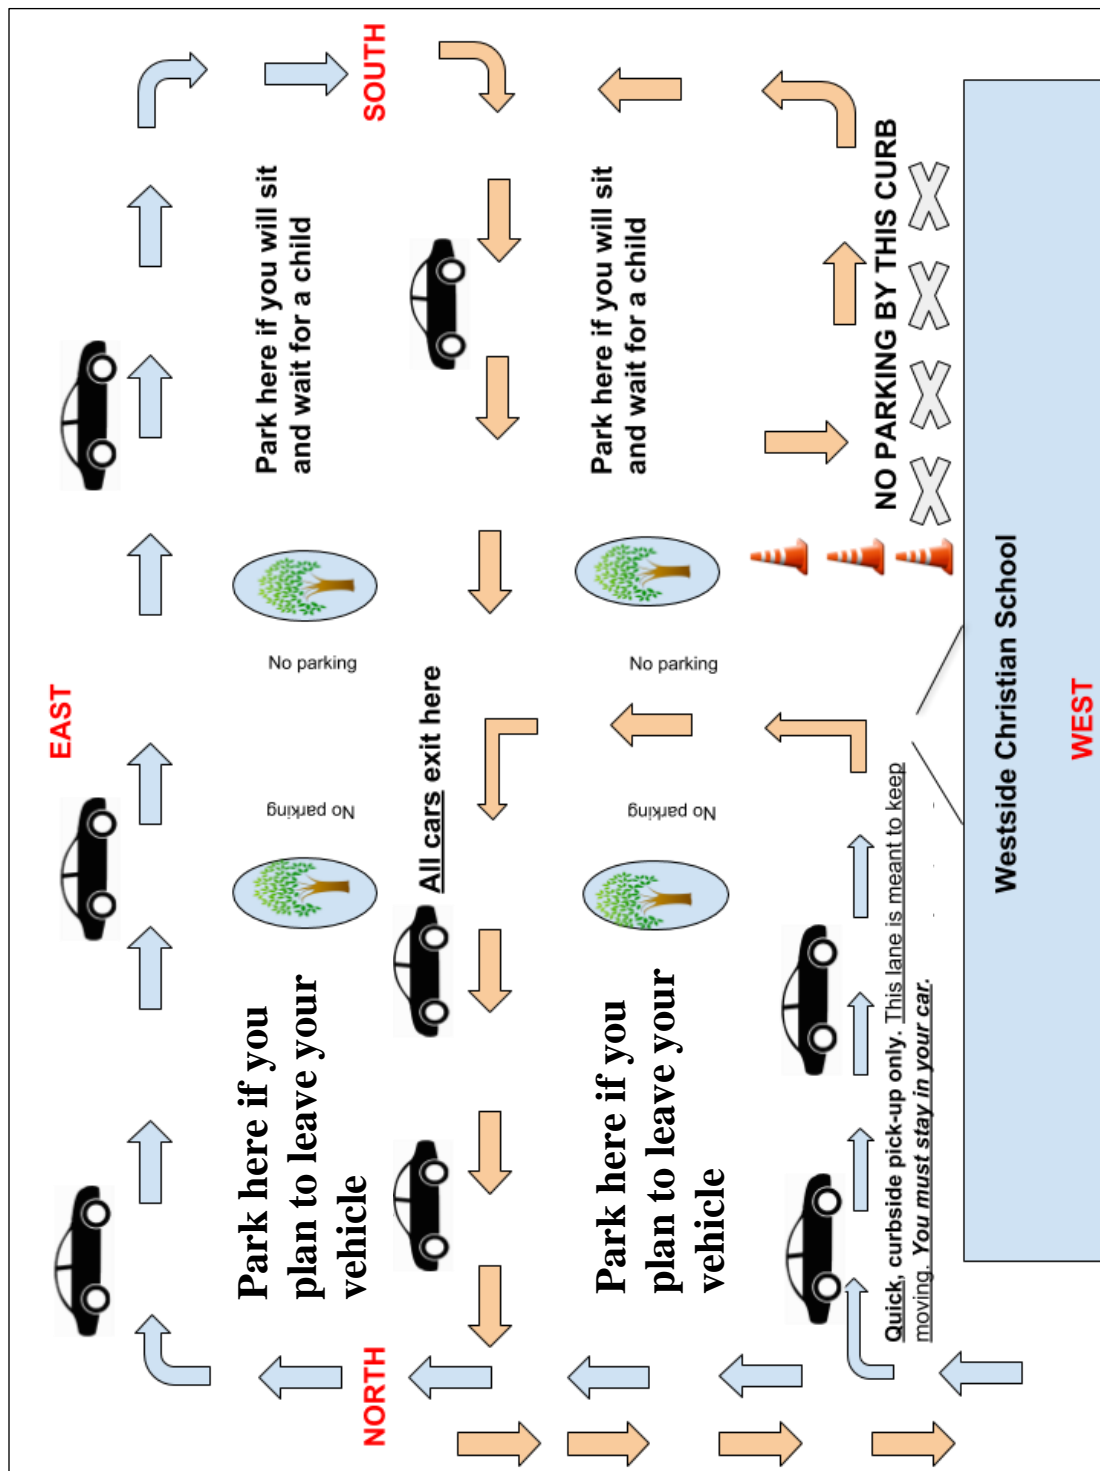 EAST
No parking
No parking
Park here if you
plan to leave your
vehicle
Park here if you will sit
and wait for a child
NORTH
SOUTH
All cars exit here
No parking
No parking
Park here if you
plan to leave your
vehicle
Park here if you will sit
and wait for a child
Quick, curbside pick-up only. This lane is meant to keep
moving. You must stay in your car.
NO PARKING BY THIS CURB
Westside Christian School
WEST